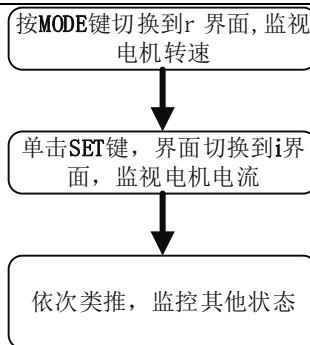 按MODE键切换到r 界面,监视
电机转速
单击SET键，界面切换到i界
面，监视电机电流
依次类推，监控其他状态